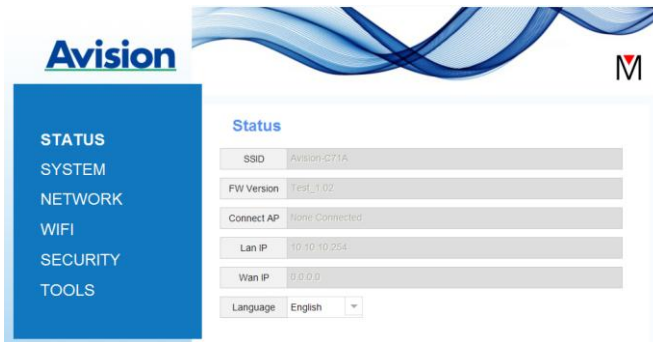 Avision
STATUS
SYSTEM
NETWORK
WIFI
SECURITY
TOOLS
Status
SSID Avision-C71A
FW Version Test_1.02
Connect AP None Connected
Lan IP 10.10.10.254
Wan IP 0.0.0.0
Language English